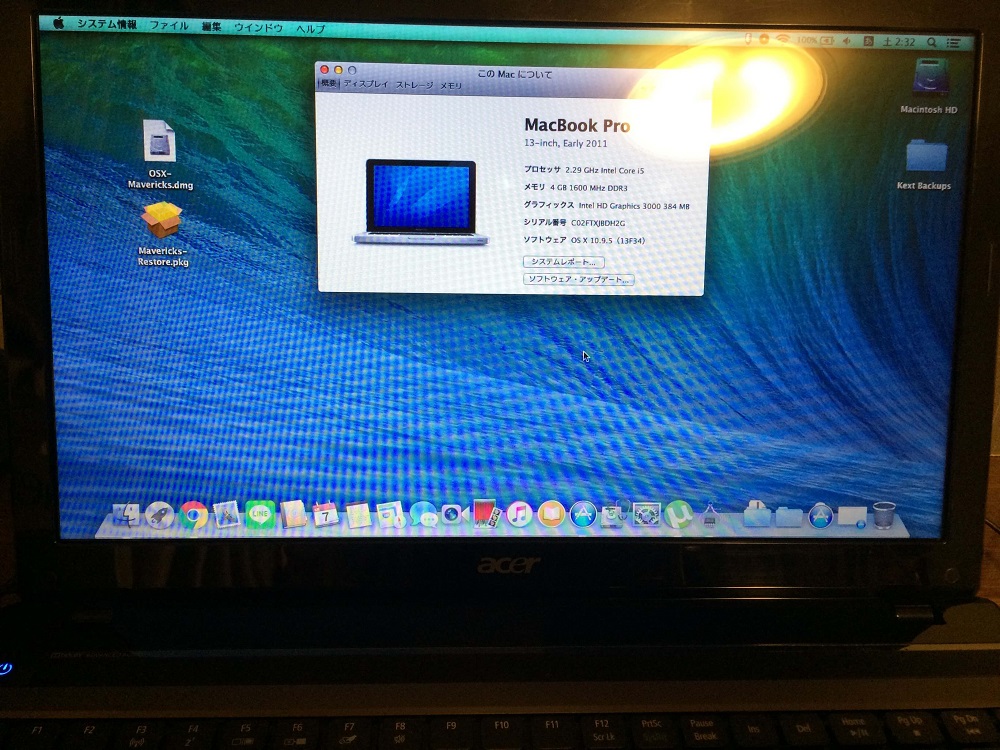 システム情報 ファイル 編集 ウインドウ ヘルプ
100% 土 2:32
このMacについて
概要 ディスプレイ ストレージ メモリ
MacBook Pro
13-inch, Early 2011
プロセッサ 2.29 GHz Intel Core i5
メモリ 4 GB 1600 MHz DDR3
グラフィックス Intel HD Graphics 3000 384 MB
シリアル番号 C02FTXJBDH2G
ソフトウェア OS X 10.9.5 (13F34)
システムレポート...
ソフトウェア・アップデート...
OSX-
Mavericks.dmg
Mavericks-
Restore.pkg
Macintosh HD
Kext Backups
LINE
7
acer
F1 F2 F3 F4 F5 F6 F7 F8 F9 F10 F11 F12 PrtSc Pause Ins Del Home Pg Up Pg Dn
Scr Lk Break